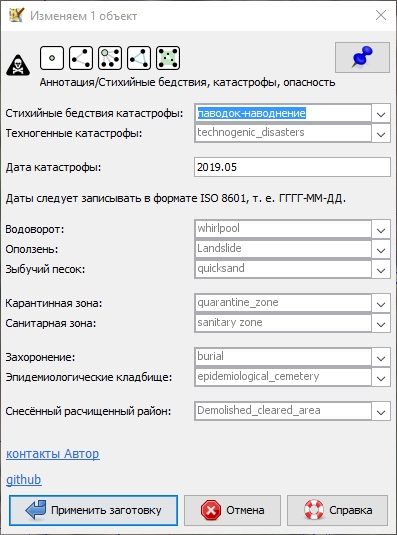 Изменяем 1 объект
Аннотация/Стихийные бедствия, катастрофы, опасность
Стихийные бедствия катастрофы: паводок-наводнение
Техногенные катастрофы: technogenic_disasters
Дата катастрофы: 2019.05
Даты следует записывать в формате ISO 8601, т. е. ГГГГ-ММ-ДД.
Водоворот: whirlpool
Оползень: Landslide
Зыбучий песок: quicksand
Карантинная зона: quarantine_zone
Санитарная зона: sanitary zone
Захоронение: burial
Эпидемиологические кладбище: epidemiological_cemetery
Снесённый расчищенный район: Demolished_cleared_area
контакты Автор
github
Применить заготовку Отмена Справка